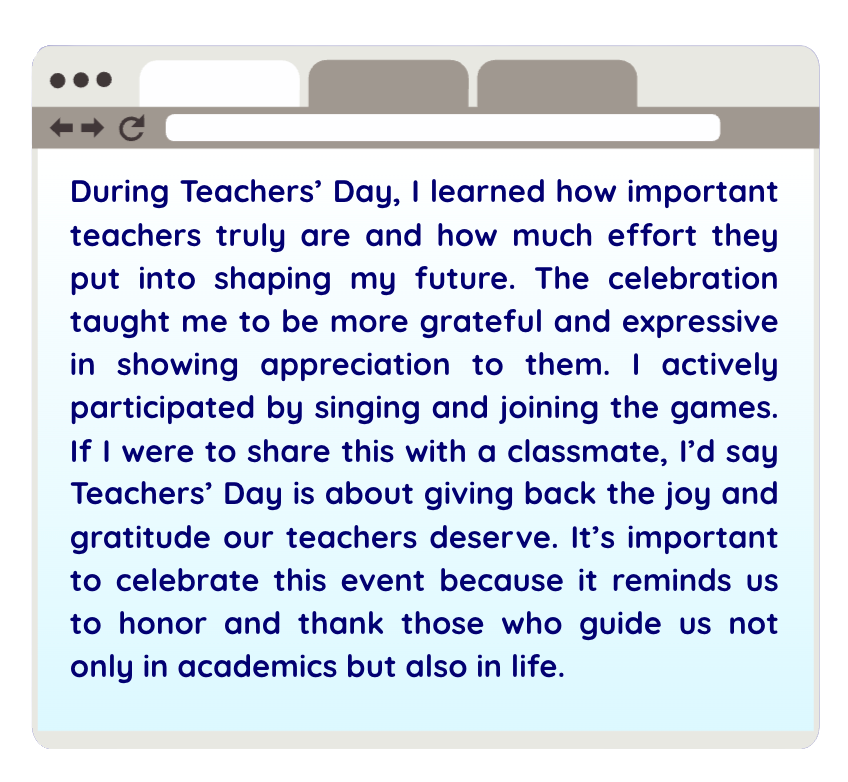 During Teachers’ Day, I learned how important
teachers truly are and how much effort they
put into shaping my future. The celebration
taught me to be more grateful and expressive
in showing appreciation to them. I actively
participated by singing and joining the games.
If I were to share this with a classmate, I’d say
Teachers’ Day is about giving back the joy and
gratitude our teachers deserve. It’s important
to celebrate this event because it reminds us
to honor and thank those who guide us not
only in academics but also in life.